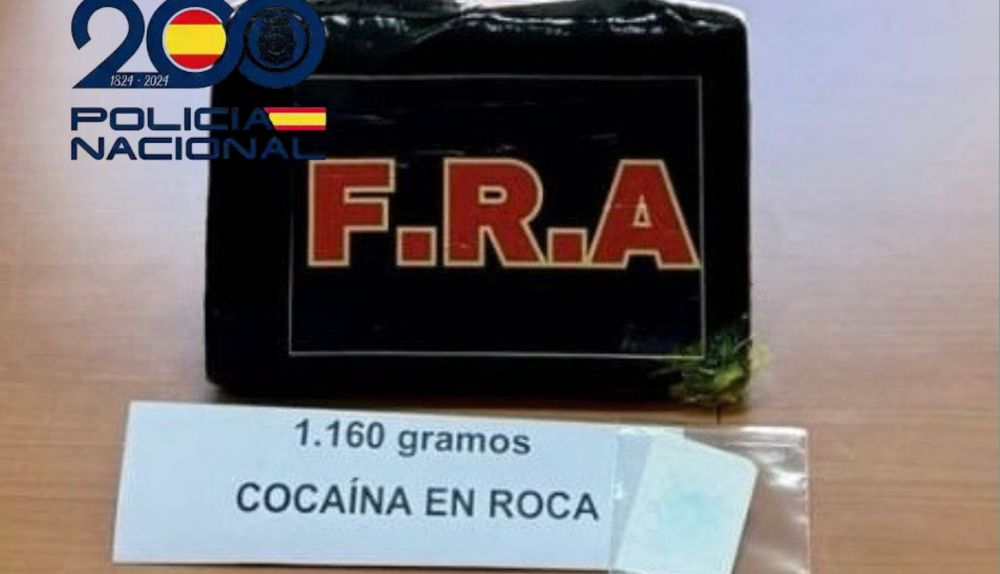 200
1824 - 2024
POLICIA
NACIONAL
F.R.A
1.160 gramos
COCAÍNA EN ROCA